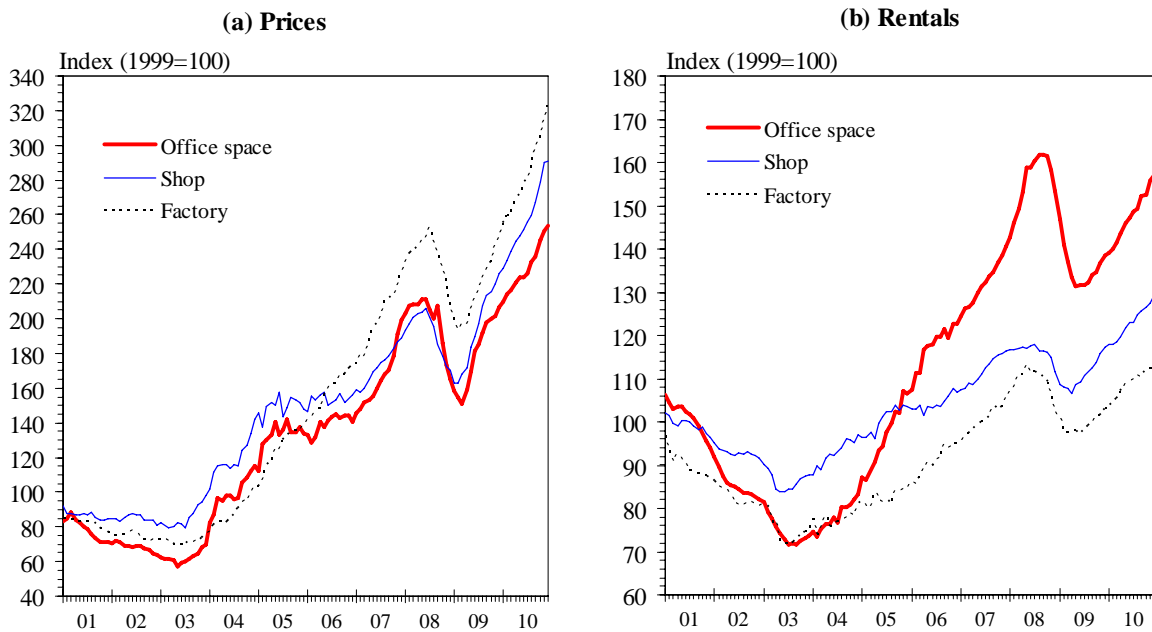 (a) Prices
Index (1999=100)
340
320
300
280
260
240
220
200
180
160
140
120
100
80
60
40
Office space
Shop
Factory
01 02 03 04 05 06 07 08 09 10
(b) Rentals
Index (1999=100)
180
170
160
150
140
130
120
110
100
90
80
70
60
Office space
Shop
Factory
01 02 03 04 05 06 07 08 09 10